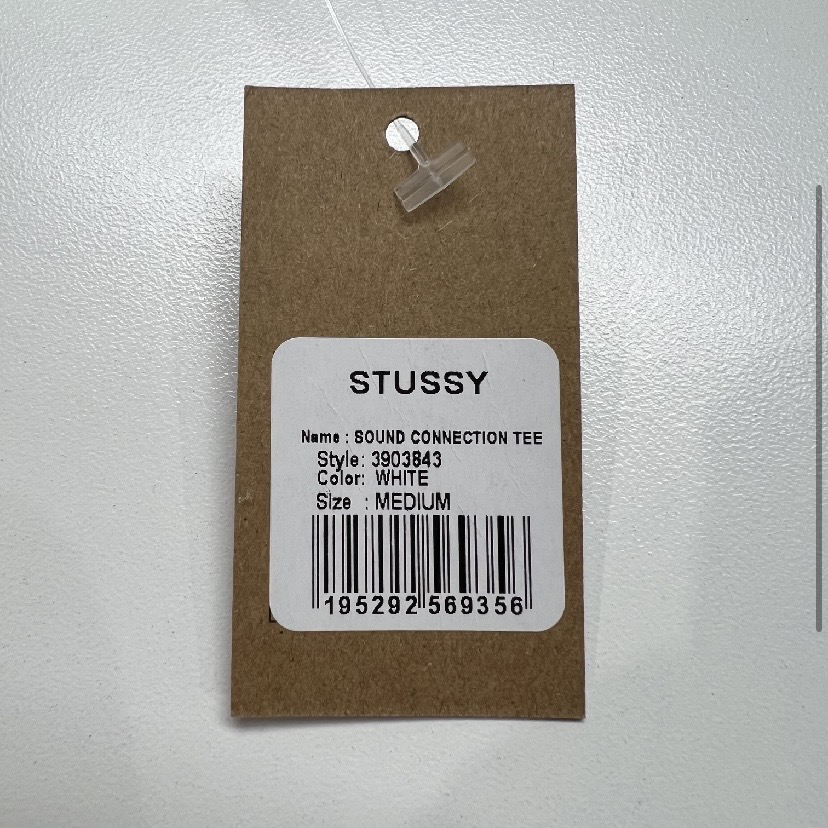 STUSSY
Name : SOUND CONNECTION TEE
Style: 3903843
Color: WHITE
Size : MEDIUM
195292 569356